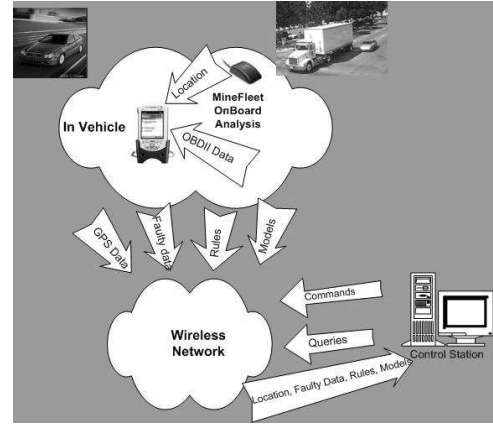 Location
MineFleet
OnBoard
Analysis
In Vehicle
OBDII Data
GPS Data
Faulty data
Rules
Models
Commands
Wireless
Network
Queries
Control Station
Location, Faulty Data, Rules, Models